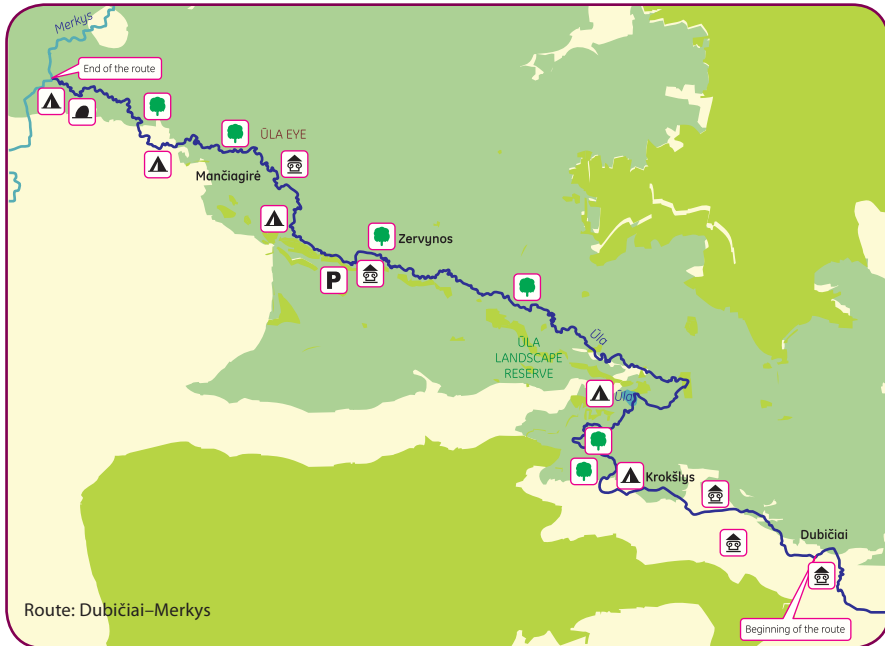 Merkys
End of the route
ŪLA EYE
Mančiagirė
Zervynos
P
Ūla
ŪLA
LANDSCAPE
RESERVE
Ūla
Krokšlys
Dubičiai
Route: Dubičiai–Merkys
Beginning of the route